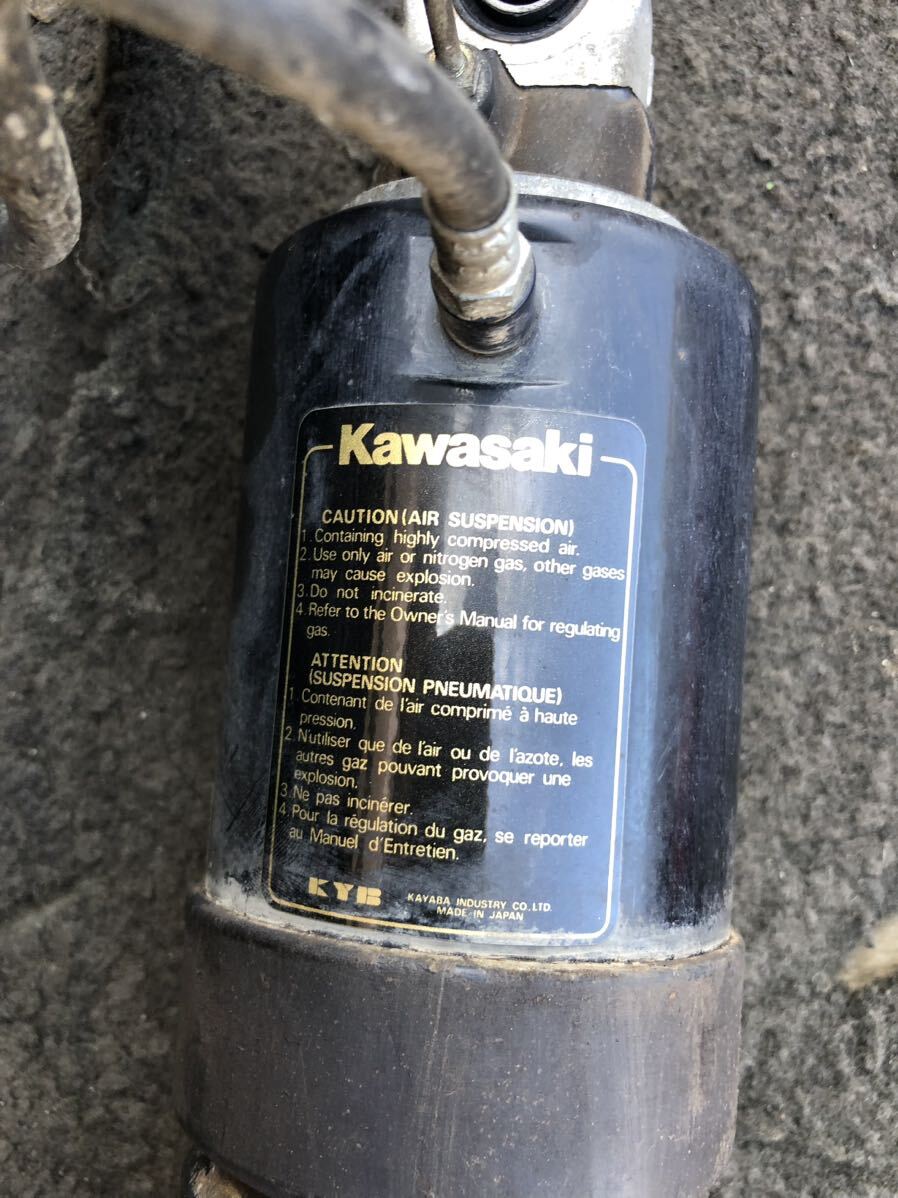 Kawasaki
CAUTION (AIR SUSPENSION)
1. Containing highly compressed air.
2. Use only air or nitrogen gas, other gases
may cause explosion.
3. Do not incinerate.
4. Refer to the Owner's Manual for regulating
gas.
ATTENTION
(SUSPENSION PNEUMATIQUE)
1. Contenant de l'air comprimé à haute
pression.
2. N'utiliser que de l'air ou de l'azote, les
autres gaz pouvant provoquer une
explosion.
3. Ne pas incinérer.
4. Pour la régulation du gaz, se reporter
au Manuel d'Entretien.
KYB KAYABA INDUSTRY CO., LTD.
MADE IN JAPAN